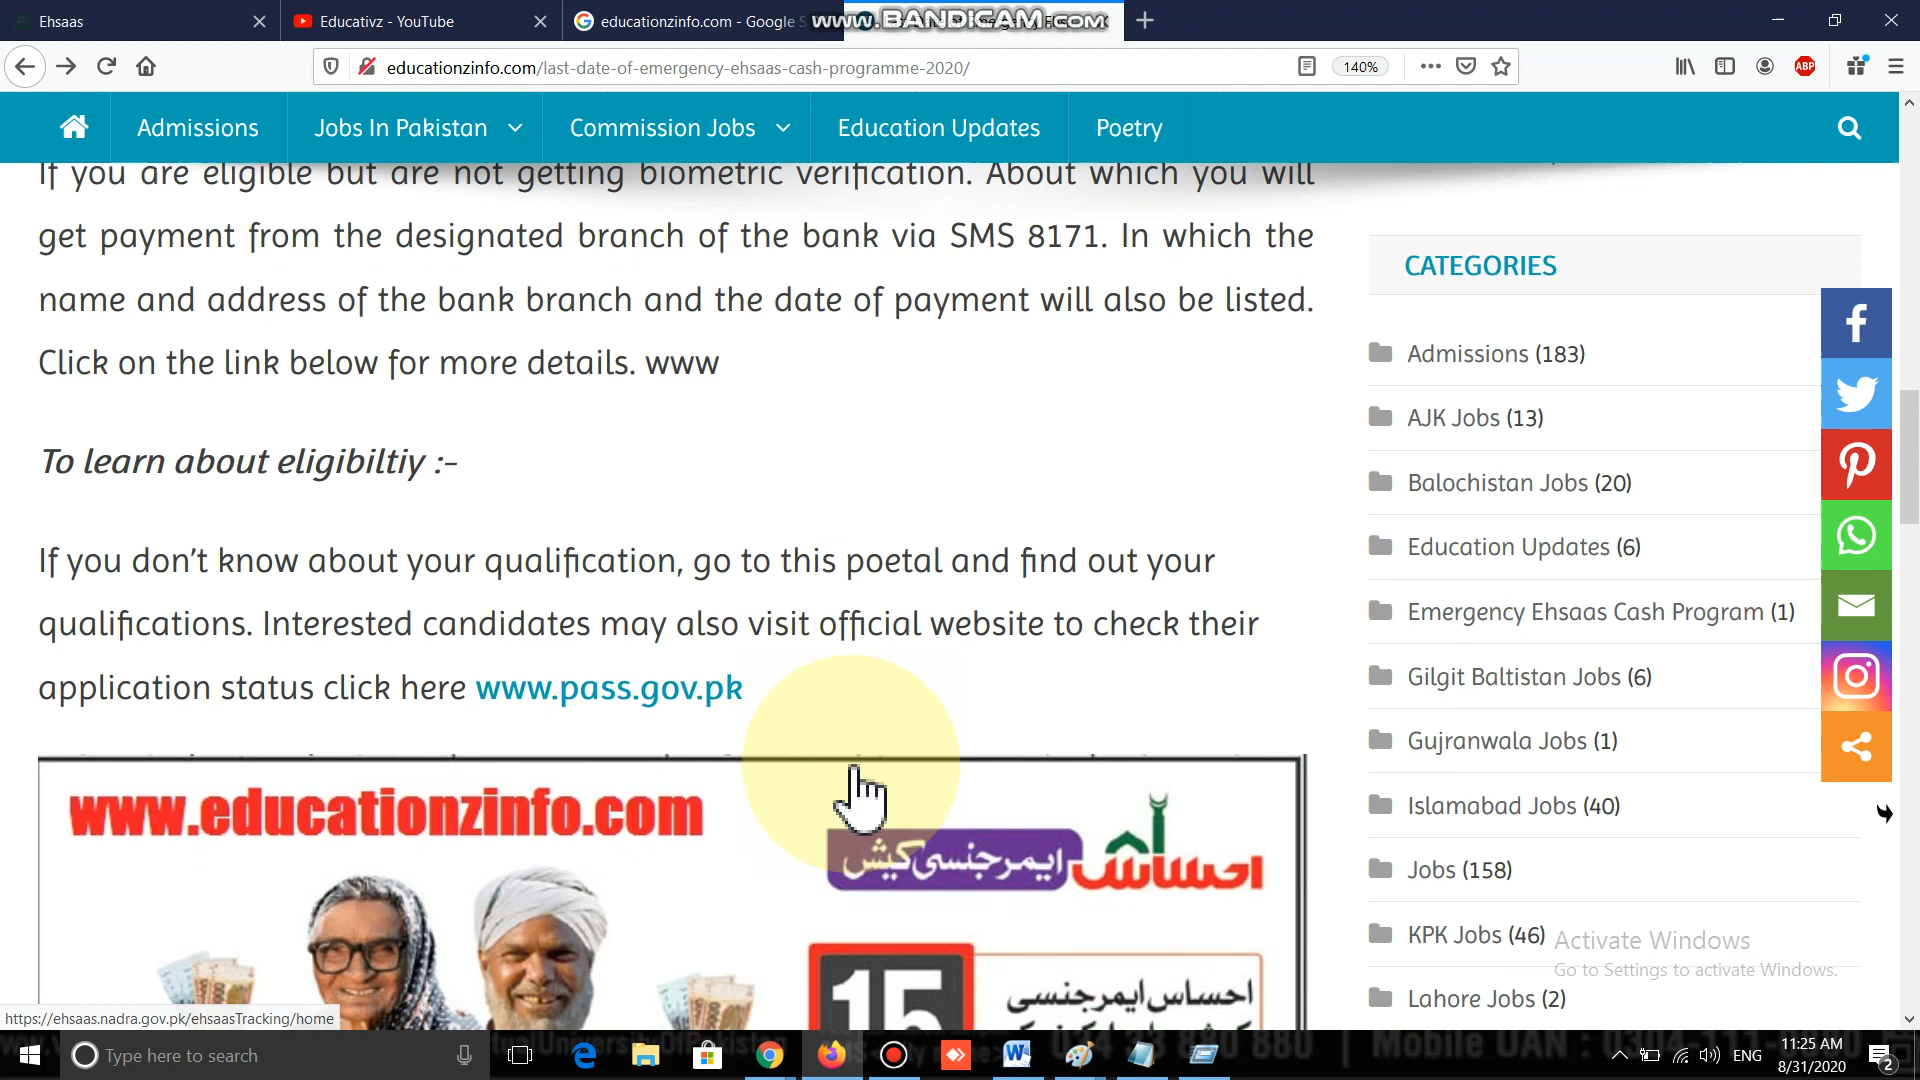 Ehsaas
Educativz - YouTube
educationzinfo.com - Google S
www.BANDICAM.com
educationzinfo.com/last-date-of-emergency-ehsaas-cash-programme-2020/
140%
ABP
Admissions
Jobs In Pakistan
Commission Jobs
Education Updates
Poetry
If you are eligible but are not getting biometric verification. About which you will
get payment from the designated branch of the bank via SMS 8171. In which the
name and address of the bank branch and the date of payment will also be listed.
Click on the link below for more details. www
To learn about eligibiltiy :-
If you don’t know about your qualification, go to this poetal and find out your
qualifications. Interested candidates may also visit official website to check their
application status click here www.pass.gov.pk
www.educationzinfo.com
احساس ایمرجنسی کیش
15
احساس ایمرجنسی
CATEGORIES
Admissions (183)
AJK Jobs (13)
Balochistan Jobs (20)
Education Updates (6)
Emergency Ehsaas Cash Program (1)
Gilgit Baltistan Jobs (6)
Gujranwala Jobs (1)
Islamabad Jobs (40)
Jobs (158)
KPK Jobs (46)
Lahore Jobs (2)
Activate Windows
Go to Settings to activate Windows.
https://ehsaas.nadra.gov.pk/ehsaasTracking/home
Type here to search
ENG
11:25 AM
8/31/2020
2